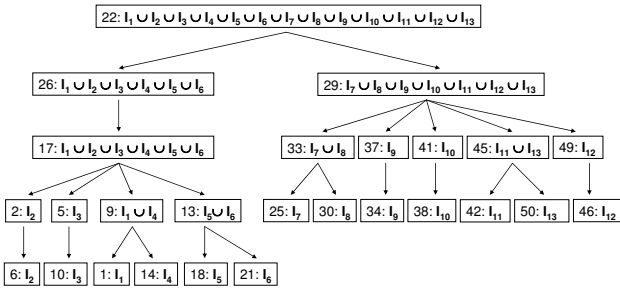 22: I₁ ∪ I₂ ∪ I₃ ∪ I₄ ∪ I₅ ∪ I₆ ∪ I₇ ∪ I₈ ∪ I₉ ∪ I₁₀ ∪ I₁₁ ∪ I₁₂ ∪ I₁₃
26: I₁ ∪ I₂ ∪ I₃ ∪ I₄ ∪ I₅ ∪ I₆ 29: I₇ ∪ I₈ ∪ I₉ ∪ I₁₀ ∪ I₁₁ ∪ I₁₂ ∪ I₁₃
17: I₁ ∪ I₂ ∪ I₃ ∪ I₄ ∪ I₅ ∪ I₆ 33: I₇ ∪ I₈ 37: I₉ 41: I₁₀ 45: I₁₁ ∪ I₁₃ 49: I₁₂
2: I₂ 5: I₃ 9: I₁ ∪ I₄ 13: I₅∪ I₆ 25: I₇ 30: I₈ 34: I₉ 38: I₁₀ 42: I₁₁ 50: I₁₃ 46: I₁₂
6: I₂ 10: I₃ 1: I₁ 14: I₄ 18: I₅ 21: I₆